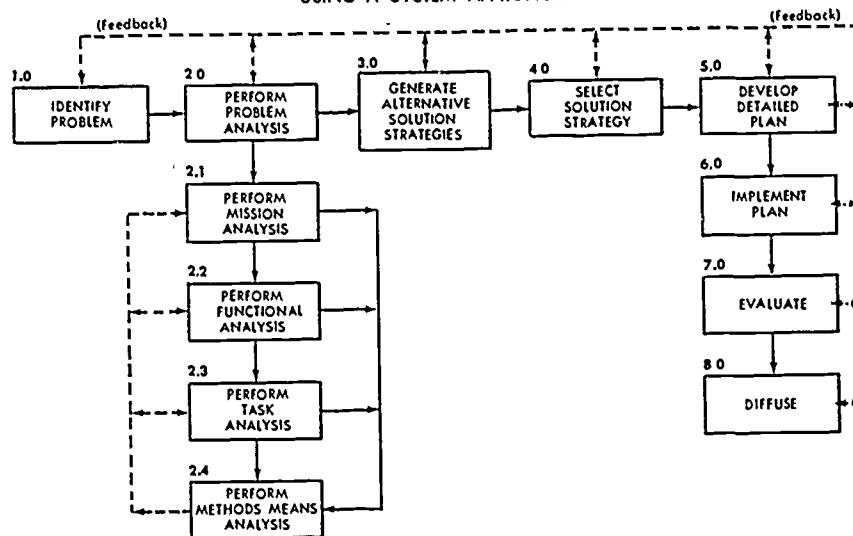 USING A SYSTEM
(Feedback)
(Feedback)
1.0
IDENTIFY
PROBLEM
2 0
PERFORM
PROBLEM
ANALYSIS
3.0
GENERATE
ALTERNATIVE
SOLUTION
STRATEGIES
4 0
SELECT
SOLUTION
STRATEGY
5.0
DEVELOP
DETAILED
PLAN
2.1
PERFORM
MISSION
ANALYSIS
6.0
IMPLEMENT
PLAN
2.2
PERFORM
FUNCTIONAL
ANALYSIS
7.0
EVALUATE
2.3
PERFORM
TASK
ANALYSIS
8 0
DIFFUSE
2.4
PERFORM
METHODS MEANS
ANALYSIS